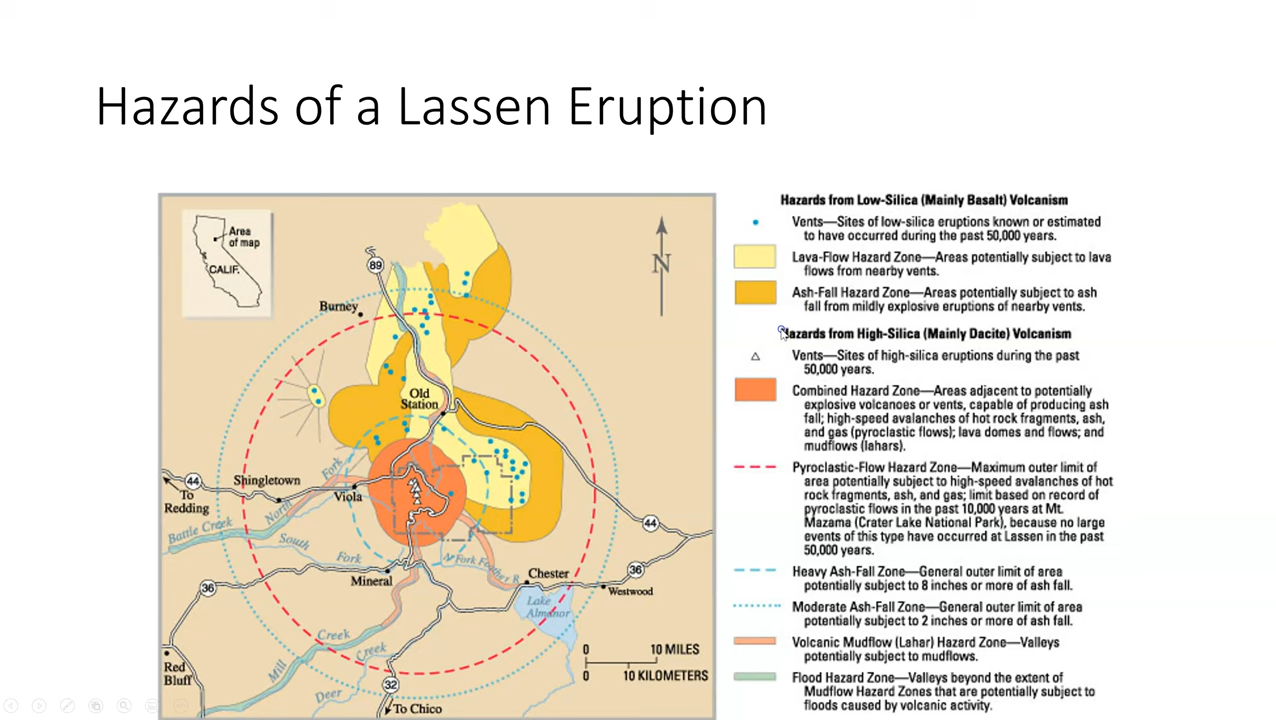 Hazards of a Lassen Eruption
Area
of map
CALIF.
N
89
Burney
Old
Station
44
To
Redding
Shingletown
Viola
North Fork
Battle Creek
South Fork
Mineral
N Fork Feather R
Chester
36
Westwood
44
Lake
Almanor
36
Red
Bluff
Mill Creek
Deer Creek
32
To Chico
0 10 MILES
0 10 KILOMETERS
Hazards from Low-Silica (Mainly Basalt) Volcanism
Vents—Sites of low-silica eruptions known or estimated
to have occurred during the past 50,000 years.
Lava-Flow Hazard Zone—Areas potentially subject to lava
flows from nearby vents.
Ash-Fall Hazard Zone—Areas potentially subject to ash
fall from mildly explosive eruptions of nearby vents.
Hazards from High-Silica (Mainly Dacite) Volcanism
Vents—Sites of high-silica eruptions during the past
50,000 years.
Combined Hazard Zone—Areas adjacent to potentially
explosive volcanoes or vents, capable of producing ash
fall; high-speed avalanches of hot rock fragments, ash,
and gas (pyroclastic flows); lava domes and flows; and
mudflows (lahars).
Pyroclastic-Flow Hazard Zone—Maximum outer limit of
area potentially subject to high-speed avalanches of hot
rock fragments, ash, and gas; limit based on record of
pyroclastic flows in the past 10,000 years at Mt.
Mazama (Crater Lake National Park), because no large
events of this type have occurred at Lassen in the past
50,000 years.
Heavy Ash-Fall Zone—General outer limit of area
potentially subject to 8 inches or more of ash fall.
Moderate Ash-Fall Zone—General outer limit of area
potentially subject to 2 inches or more of ash fall.
Volcanic Mudflow (Lahar) Hazard Zone—Valleys
potentially subject to mudflows.
Flood Hazard Zone—Valleys beyond the extent of
Mudflow Hazard Zones that are potentially subject to
floods caused by volcanic activity.